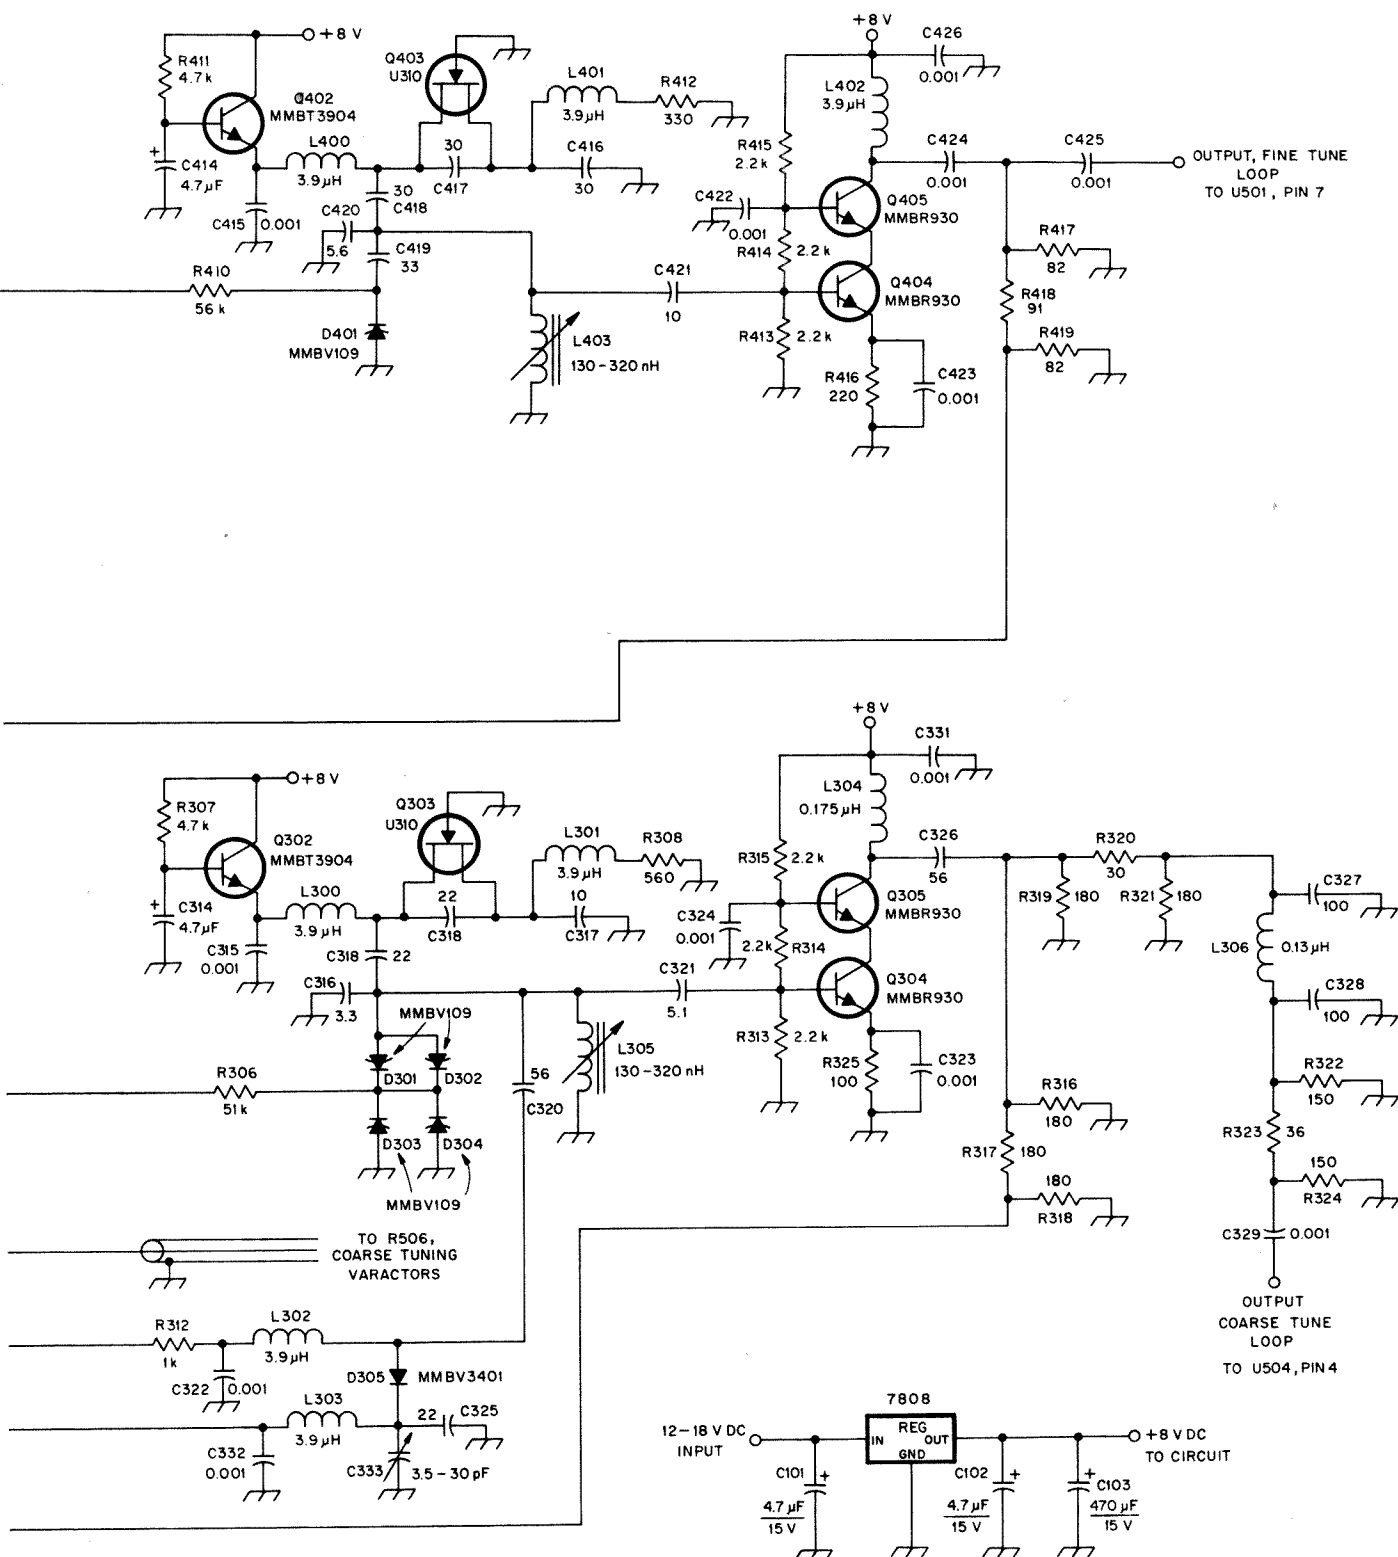 +8 V
R411
4.7 k
Q402
MMBT3904
+
C414
4.7 µF
C415
0.001
L400
3.9 µH
Q403
U310
30
C417
L401
3.9 µH
R412
330
C416
30
30
C418
C420
5.6
C419
33
R410
56 k
D401
MMBV109
L403
130-320 nH
C421
10
+8 V
C426
0.001
L402
3.9 µH
R415
2.2 k
C422
0.001
R414
2.2 k
Q405
MMBR930
Q404
MMBR930
R413
2.2 k
R416
220
C423
0.001
C424
0.001
C425
0.001
OUTPUT, FINE TUNE
LOOP
TO U501, PIN 7
R417
82
R418
91
R419
82
+8 V
R307
4.7 k
Q302
MMBT3904
+
C314
4.7 µF
C315
0.001
L300
3.9 µH
Q303
U310
22
C318
L301
3.9 µH
R308
560
10
C317
C318
22
C316
3.3
MMBV109
D301
D302
R306
51 k
D303
D304
MMBV109
56
C320
L305
130-320 nH
C321
5.1
+8 V
C331
0.001
L304
0.175 µH
R315
2.2 k
C324
0.001
2.2 k
R314
Q305
MMBR930
Q304
MMBR930
R313
2.2 k
R325
100
C323
0.001
C326
56
R320
30
R319
180
R321
180
C327
100
L306
0.13 µH
C328
100
R322
150
R323
36
150
R324
C329
0.001
OUTPUT
COARSE TUNE
LOOP
TO U504, PIN 4
R316
180
R317
180
180
R318
TO R506,
COARSE TUNING
VARACTORS
R312
1k
L302
3.9 µH
C322
0.001
D305
MMBV3401
L303
3.9 µH
22
C325
C332
0.001
C333
3.5-30 pF
7808
12-18 V DC
INPUT
IN
REG
OUT
GND
+8 V DC
TO CIRCUIT
C101
+
4.7 µF
15 V
C102
+
4.7 µF
15 V
+
C103
470 µF
15 V